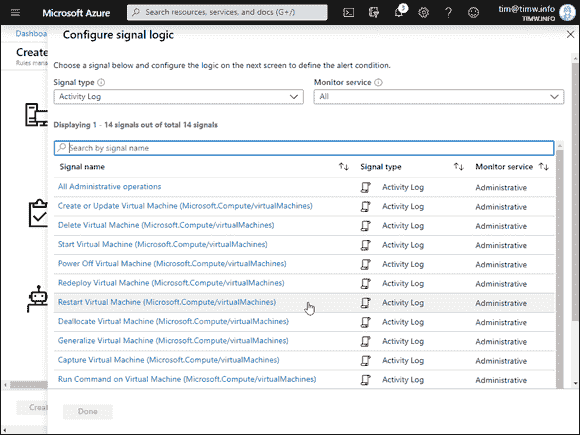 Microsoft Azure
Search resources, services, and docs (G+/)
3
tim@timw.info
TIMW.INFO
Dashboa
Configure signal logic
Create
Rules mana
Choose a signal below and configure the logic on the next screen to define the alert condition.
Signal type
Monitor service
Activity Log
All
Displaying 1 - 14 signals out of total 14 signals
Search by signal name
Signal name Signal type Monitor service
All Administrative operations Activity Log Administrative
Create or Update Virtual Machine (Microsoft.Compute/virtualMachines) Activity Log Administrative
Delete Virtual Machine (Microsoft.Compute/virtualMachines) Activity Log Administrative
Start Virtual Machine (Microsoft.Compute/virtualMachines) Activity Log Administrative
Power Off Virtual Machine (Microsoft.Compute/virtualMachines) Activity Log Administrative
Redeploy Virtual Machine (Microsoft.Compute/virtualMachines) Activity Log Administrative
Restart Virtual Machine (Microsoft.Compute/virtualMachines) Activity Log Administrative
Deallocate Virtual Machine (Microsoft.Compute/virtualMachines) Activity Log Administrative
Generalize Virtual Machine (Microsoft.Compute/virtualMachines) Activity Log Administrative
Capture Virtual Machine (Microsoft.Compute/virtualMachines) Activity Log Administrative
Run Command on Virtual Machine (Microsoft.Compute/virtualMachines) Activity Log Administrative
Creat
Done